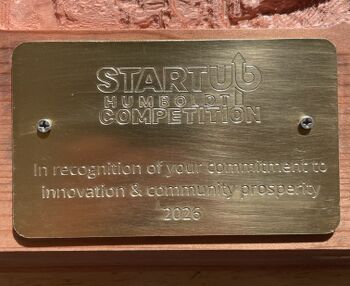 STARTUP
HUMBOLDT
COMPETITION
In recognition of your commitment to
innovation & community prosperity
2026